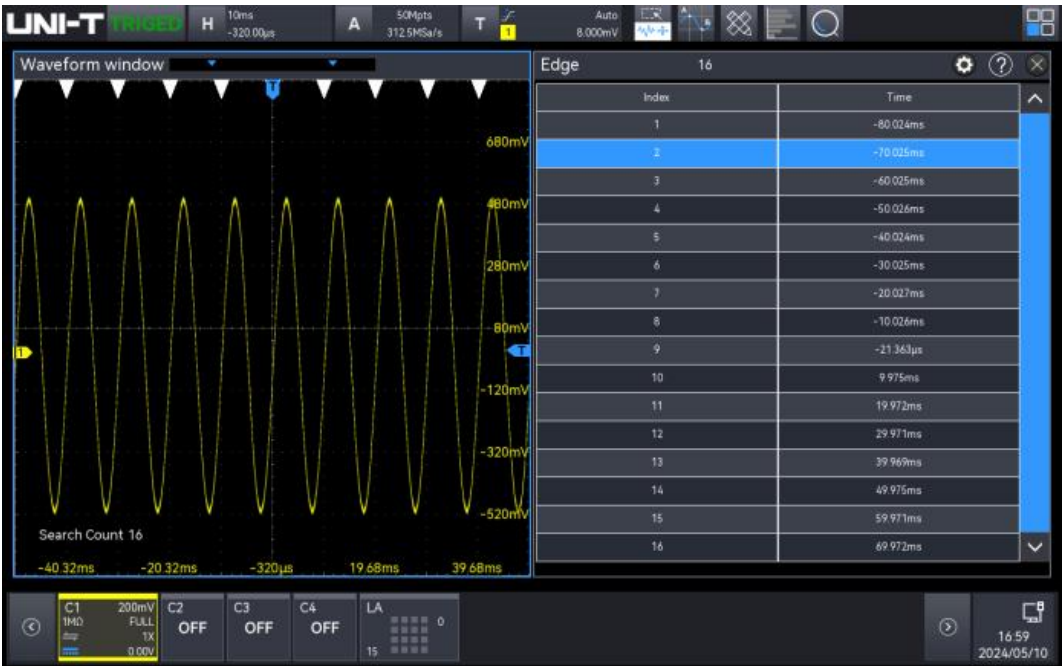 UNI-T TRIGED H 10ms -320.00µs A 50Mpts 312.5MSa/s T 1 Auto 8.000mV
Waveform window
T
680mV
480mV
280mV
80mV
1 T
-120mV
-320mV
-520mV
Search Count 16
-40.32ms -20.32ms -320µs 19.68ms 39.68ms
Edge 16 ?
Index Time
1 -80.024ms
2 -70.025ms
3 -60.025ms
4 -50.026ms
5 -40.024ms
6 -30.025ms
7 -20.027ms
8 -10.026ms
9 -21.363µs
10 9.975ms
11 19.972ms
12 29.971ms
13 39.969ms
14 49.975ms
15 59.971ms
16 69.972ms
C1 200mV C2 C3 C4 LA
1MΩ FULL OFF OFF OFF 0
1X
0.00V 15
16:59
2024/05/10